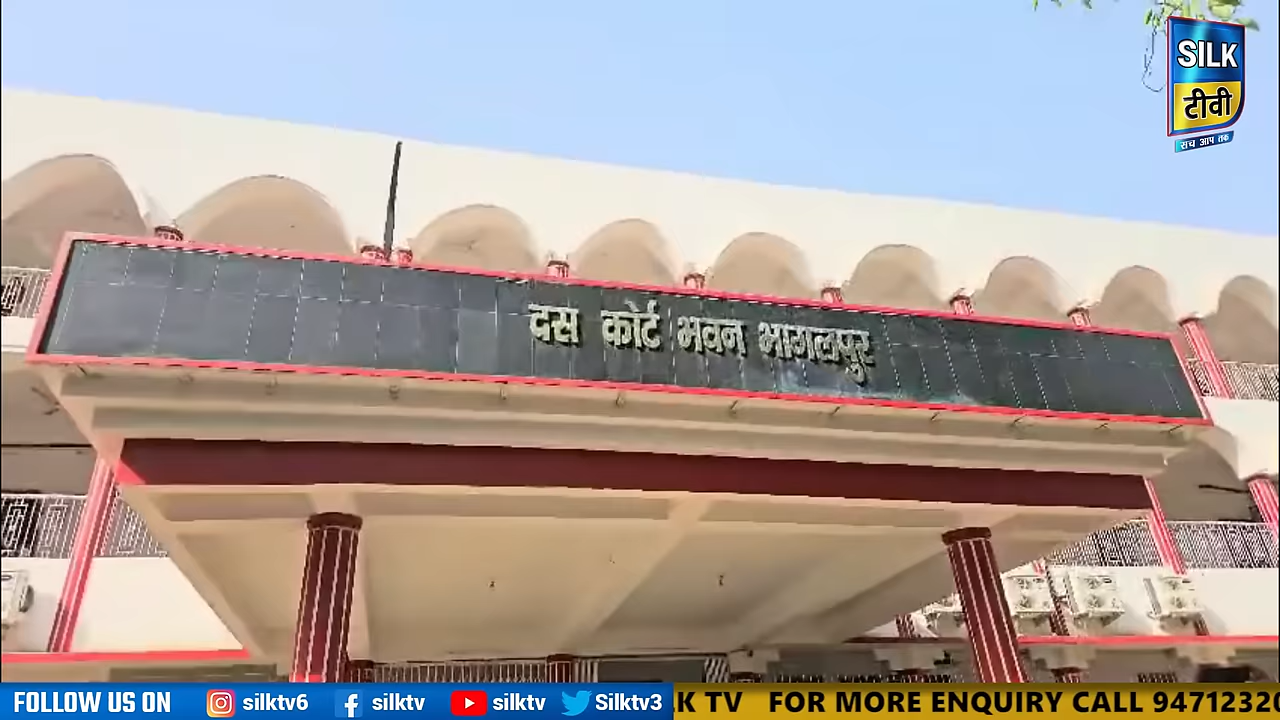 SILK
टीवी
सच आप तक
दस कोर्ट भवन भागलपुर
FOLLOW US ON silktv6 silktv silktv Silktv3 K TV FOR MORE ENQUIRY CALL 9471232